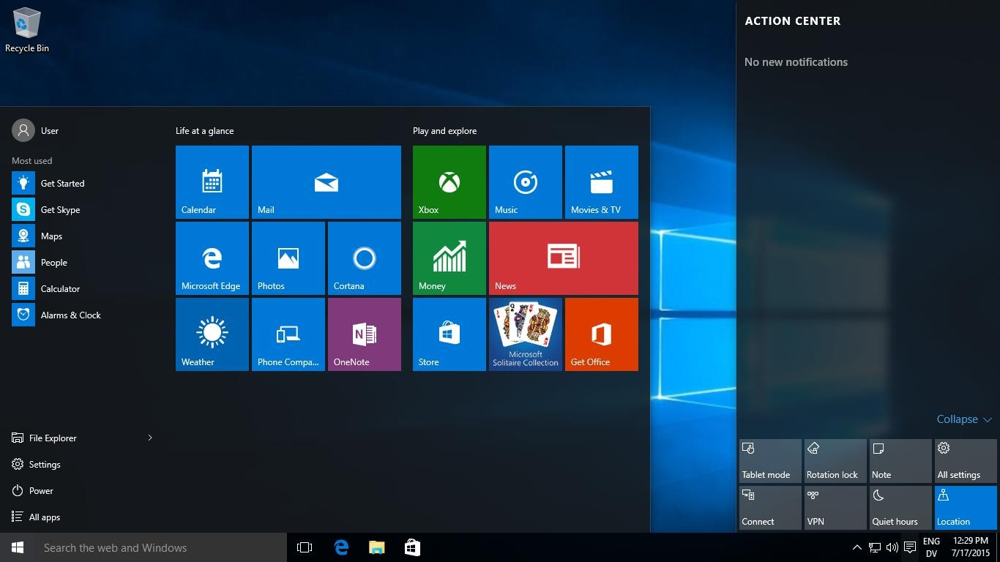 Recycle Bin
User
Most used
Get Started
Get Skype
Maps
People
Calculator
Alarms & Clock
File Explorer
Settings
Power
All apps
Life at a glance
Calendar
Mail
Microsoft Edge
Photos
Cortana
Weather
Phone Compa...
OneNote
Play and explore
Xbox
Music
Movies & TV
Money
News
Store
Microsoft
Solitaire Collection
Get Office
ACTION CENTER
No new notifications
Collapse
Tablet mode
Rotation lock
Note
All settings
Connect
VPN
Quiet hours
Location
Search the web and Windows
ENG
DV
12:29 PM
7/17/2015